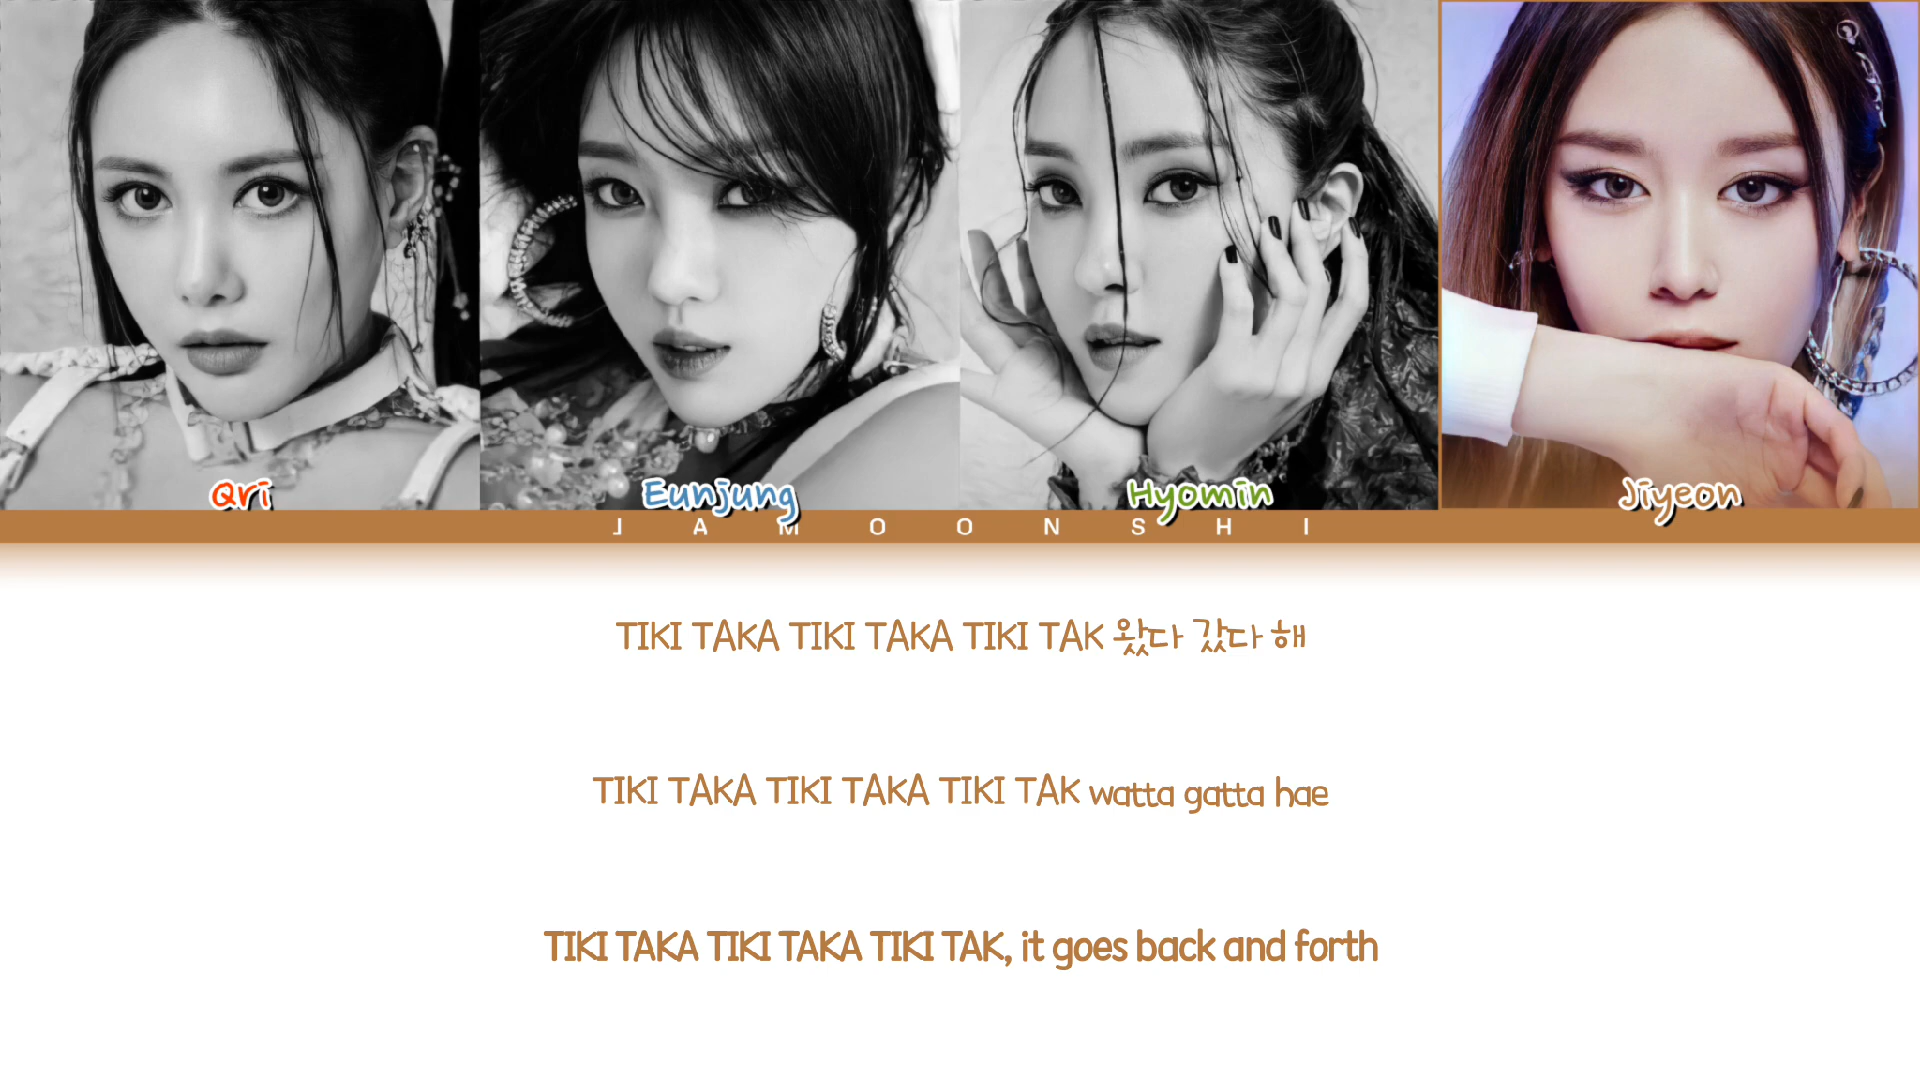 Qri
Eunjung
Hyomin
Jiyeon
JAMOONSHI
TIKI TAKA TIKI TAKA TIKI TAK 왔다 갔다 해
TIKI TAKA TIKI TAKA TIKI TAK watta gatta hae
TIKI TAKA TIKI TAKA TIKI TAK, it goes back and forth